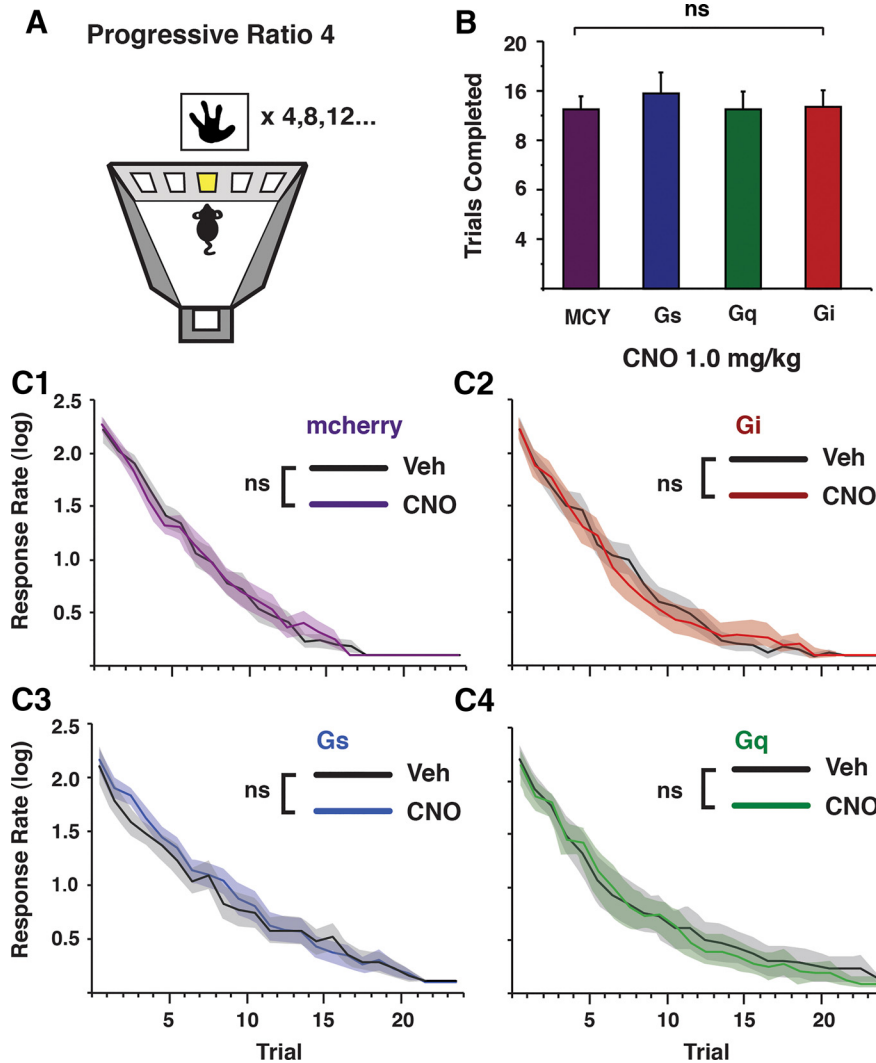 A
Progressive Ratio 4
x 4,8,12...
B
ns
Trials Completed
20
16
8
6
4
MCY
Gs
Gq
Gi
CNO 1.0 mg/kg
C1
Response Rate (log)
2.5
2.0
1.5
1.0
0.5
mcherry
ns
Veh
CNO
C2
Gi
ns
Veh
CNO
C3
Response Rate (log)
2.5
2.0
1.5
1.0
0.5
Gs
ns
Veh
CNO
5
10
15
20
Trial
C4
Gq
ns
Veh
CNO
5
10
15
20
Trial